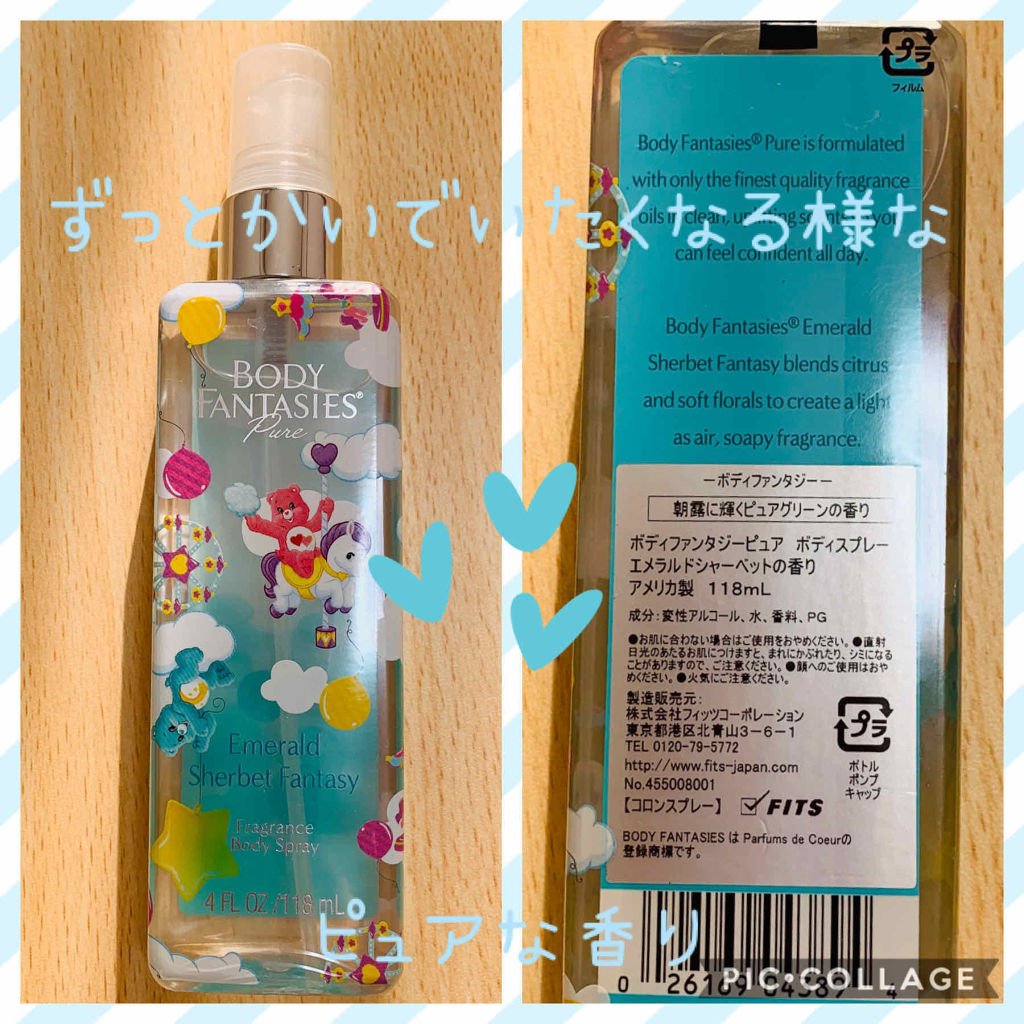 ずっとかいでいたくなる様な
BODY
FANTASIES®
Pure
Emerald
Sherbet Fantasy
Fragrance
Body Spray
4 FL OZ/118 mL
プラ
フィルム
Body Fantasies® Pure is formulated
with only the finest quality fragrance
oils in clean, uplifting scents
can feel confident all day.
Body Fantasies® Emerald
Sherbet Fantasy blends citrus
and soft florals to create a light
as air, soapy fragrance.
―ボディファンタジー―
朝露に輝くピュアグリーンの香り
ボディファンタジーピュア ボディスプレー
エメラルドシャーベットの香り
アメリカ製 118mL
成分：変性アルコール、水、香料、PG
●お肌に合わない場合はご使用をおやめください。●直射
日光のあたるお肌につけますと、まれにかぶれたり、シミになる
ことがありますので、ご注意ください。●顔へのご使用はおや
めください。●火気にご注意ください。
製造販売元：
株式会社フィッツコーポレーション
東京都港区北青山3－6－1
TEL 0120-79-5772
http://www.fits-japan.com
No.455008001
【コロンスプレー】 FITS
プラ
ボトル
ポンプ
キャップ
BODY FANTASIES は Parfums de Coeurの
登録商標です。
ピュアな香り
PIC•COLLAGE